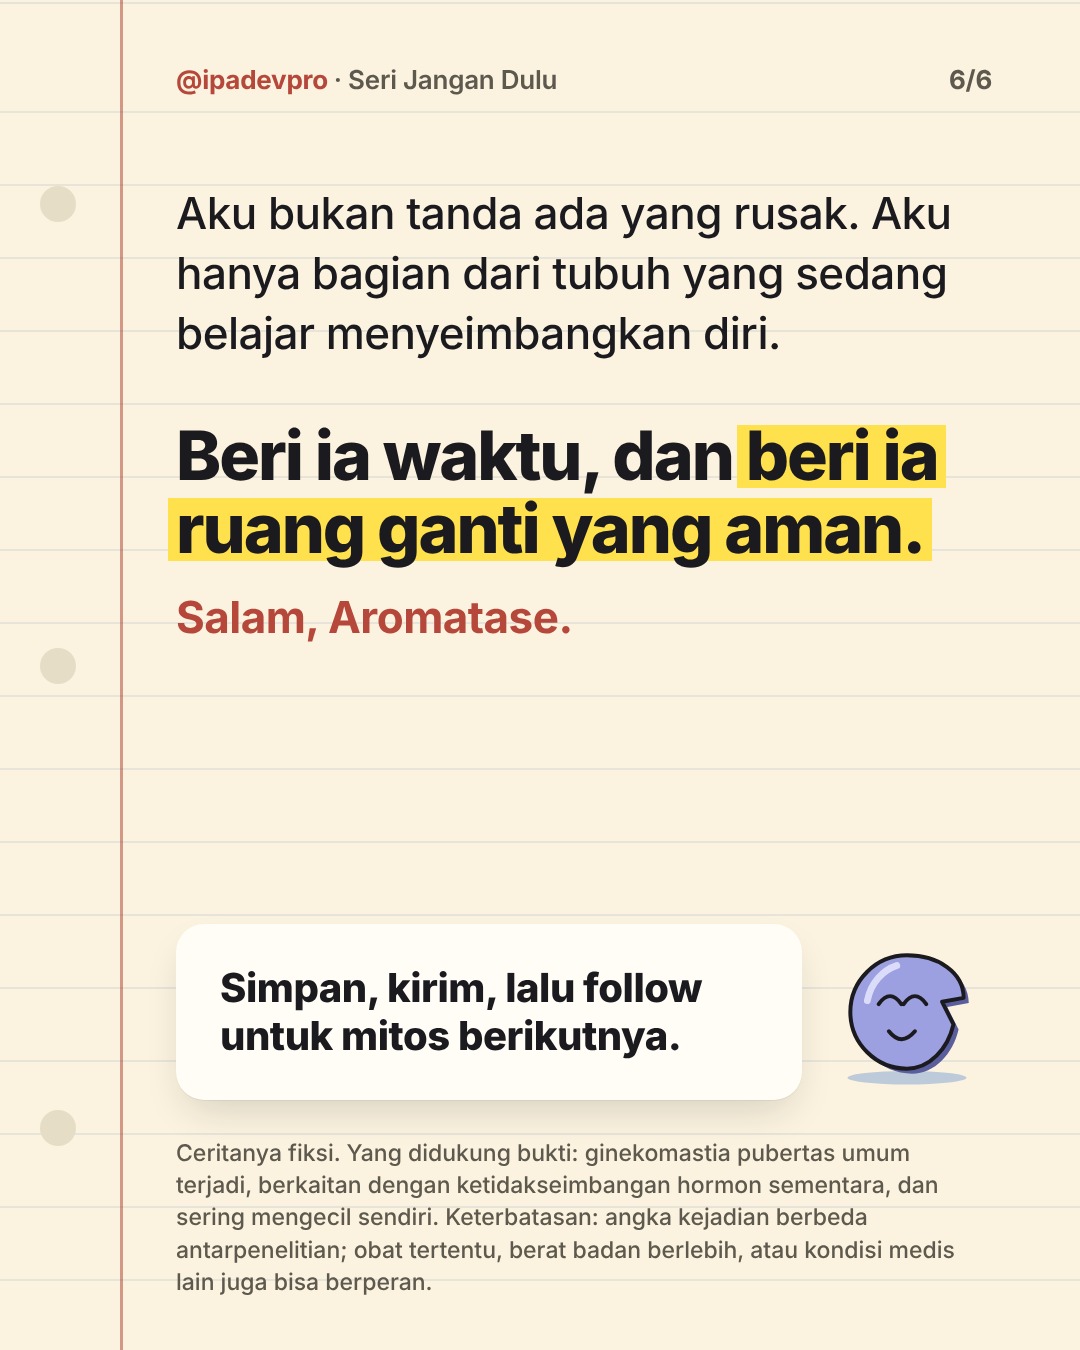 @ipadevpro · Seri Jangan Dulu
6/6
Aku bukan tanda ada yang rusak. Aku
hanya bagian dari tubuh yang sedang
belajar menyeimbangkan diri.
Beri ia waktu, dan beri ia
ruang ganti yang aman.
Salam, Aromatase.
Simpan, kirim, lalu follow
untuk mitos berikutnya.
Ceritanya fiksi. Yang didukung bukti: ginekomastia pubertas umum
terjadi, berkaitan dengan ketidakseimbangan hormon sementara, dan
sering mengecil sendiri. Keterbatasan: angka kejadian berbeda
antarpenelitian; obat tertentu, berat badan berlebih, atau kondisi medis
lain juga bisa berperan.